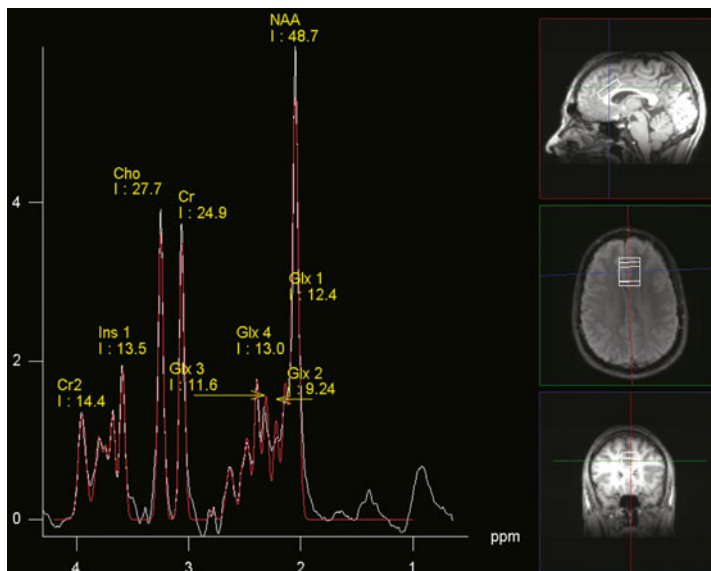 NAA
I : 48.7
Cho
I : 27.7
Cr
I : 24.9
Glx 1
I : 12.4
Ins 1
I : 13.5
Glx 4
I : 13.0
Glx 3
I : 11.6
Glx 2
I : 9.24
Cr2
I : 14.4
4
2
0
ppm
4
3
2
1